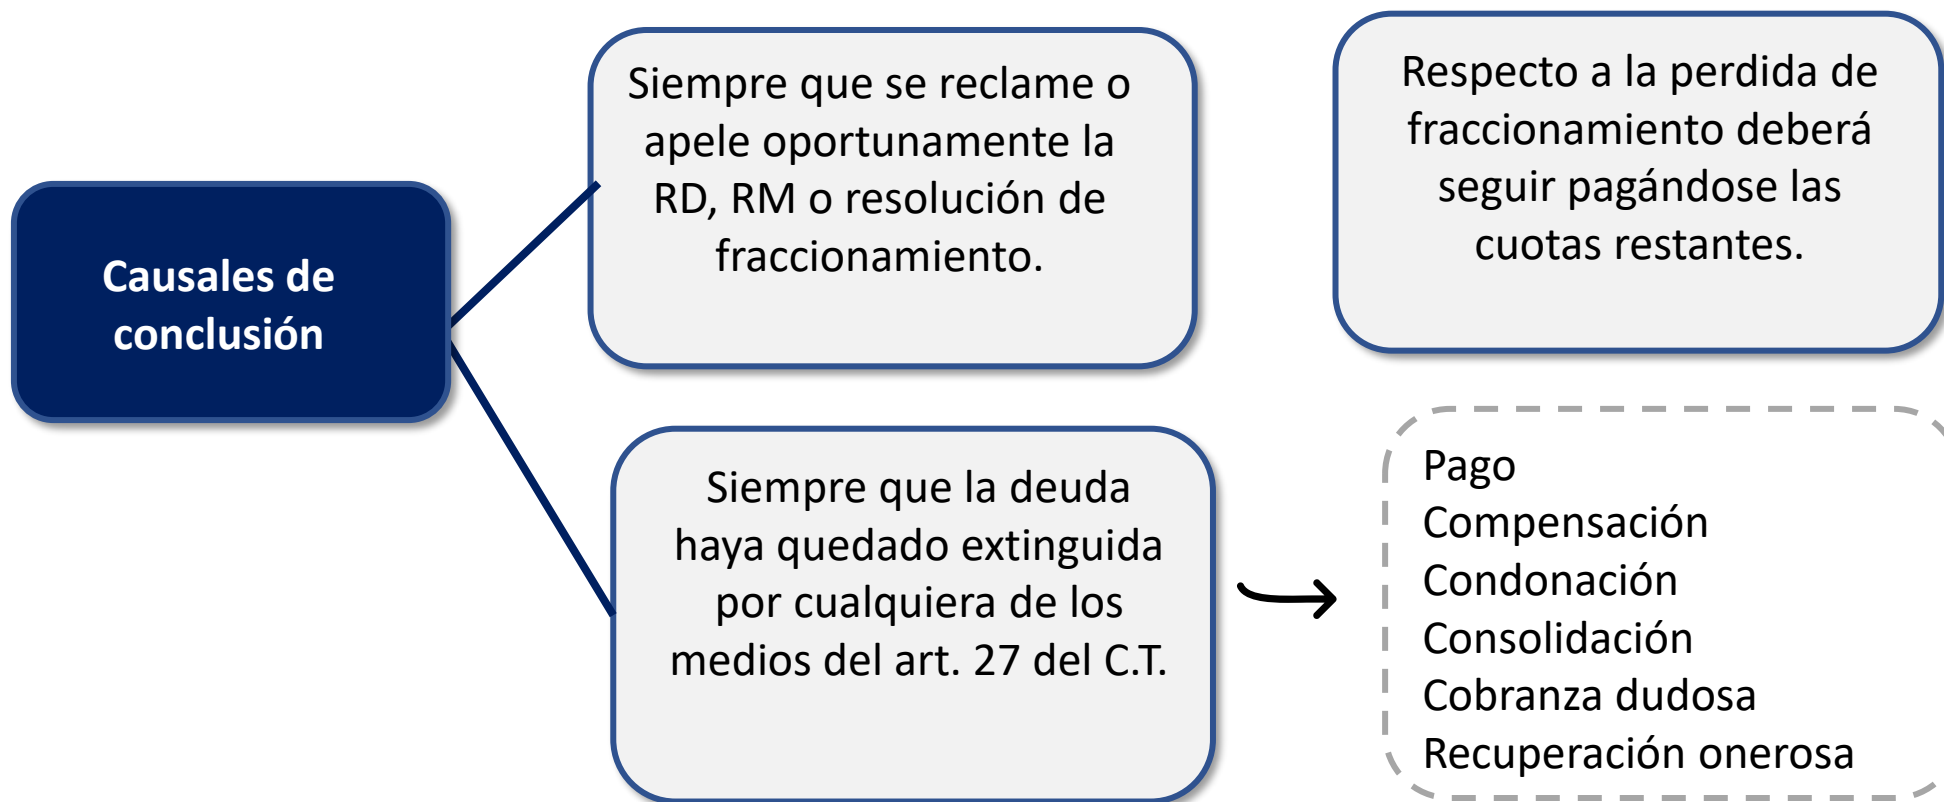 Causales de
conclusión
Siempre que se reclame o
apele oportunamente la
RD, RM o resolución de
fraccionamiento.
Respecto a la perdida de
fraccionamiento deberá
seguir pagándose las
cuotas restantes.
Siempre que la deuda
haya quedado extinguida
por cualquiera de los
medios del art. 27 del C.T.
Pago
Compensación
Condonación
Consolidación
Cobranza dudosa
Recuperación onerosa